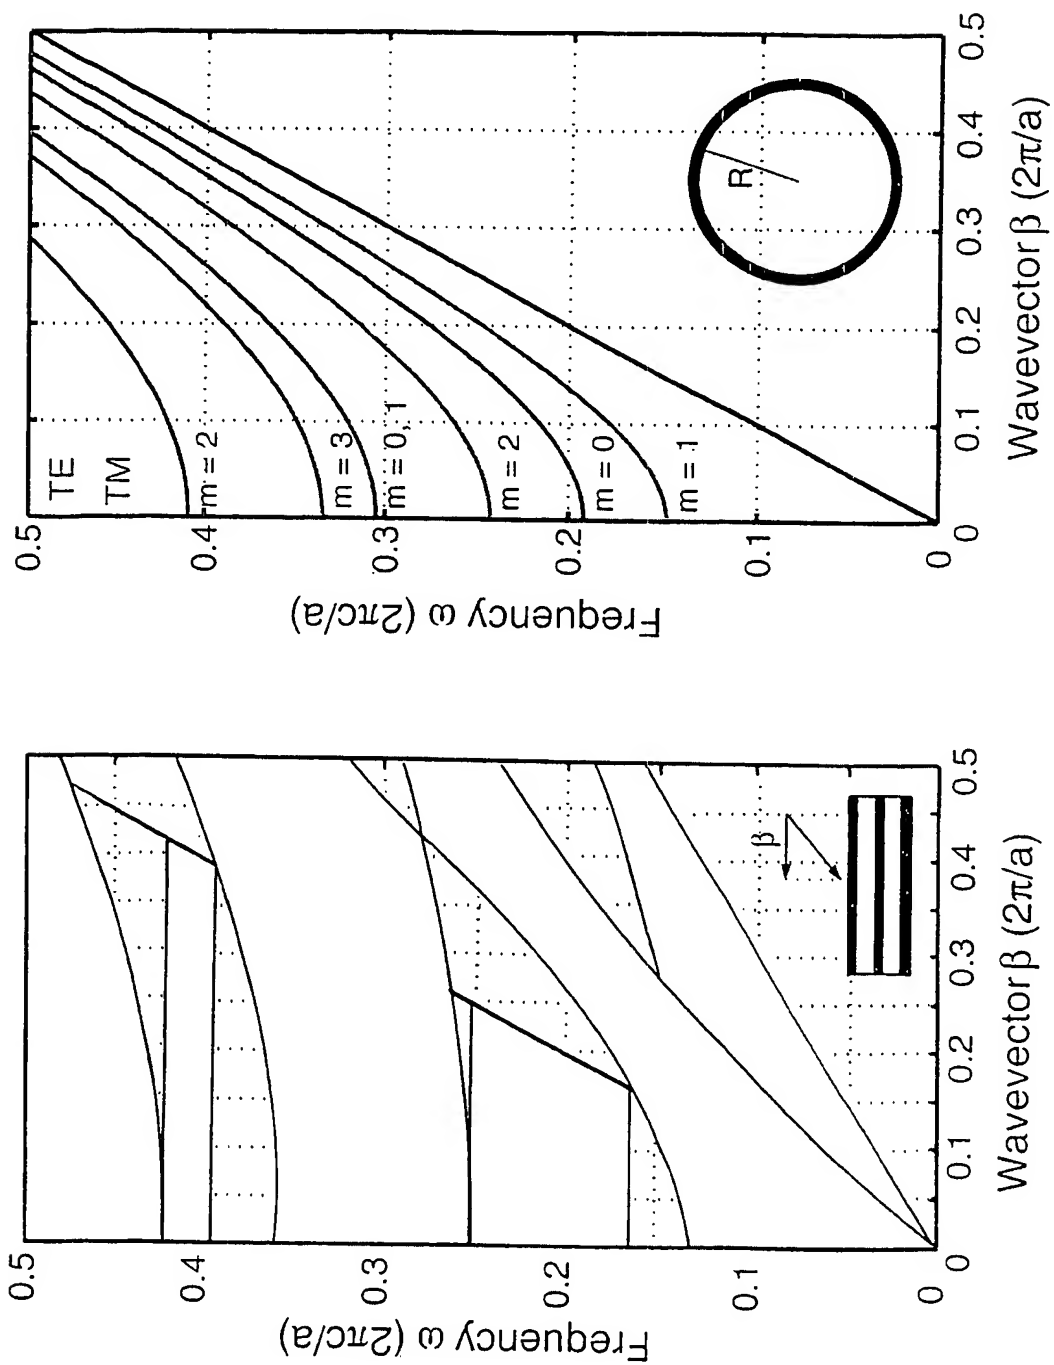 Frequency ω (2πc/a)
0.5
0.4
0.3
0.2
0.1
0
0
0.1
0.2
0.3
0.4
0.5
Wavevector β (2π/a)
β
Frequency ω (2πc/a)
0.5
0.4
0.3
0.2
0.1
0
TE
TM
m = 2
m = 3
m = 0, 1
m = 2
m = 0
m = 1
R
0
0.1
0.2
0.3
0.4
0.5
Wavevector β (2π/a)